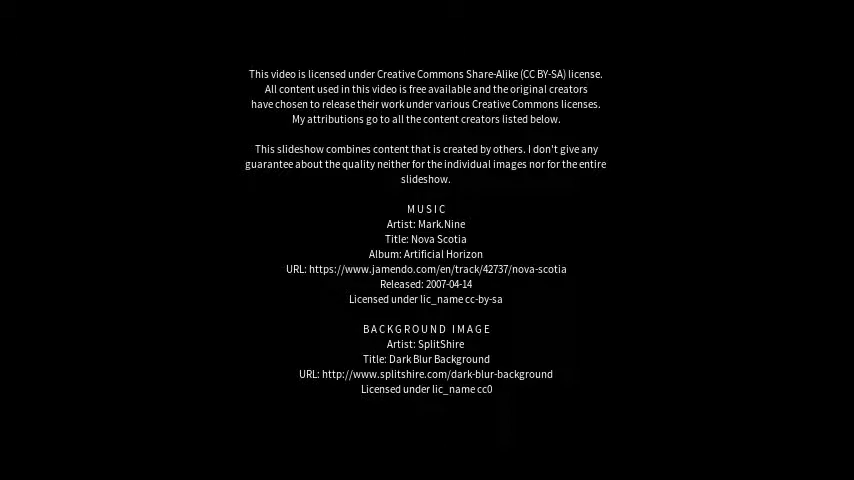 This video is licensed under Creative Commons Share-Alike (CC BY-SA) license.
All content used in this video is free available and the original creators
have chosen to release their work under various Creative Commons licenses.
My attributions go to all the content creators listed below.
This slideshow combines content that is created by others. I don't give any
guarantee about the quality neither for the individual images nor for the entire
slideshow.
MUSIC
Artist: Mark.Nine
Title: Nova Scotia
Album: Artificial Horizon
URL: https://www.jamendo.com/en/track/42737/nova-scotia
Released: 2007-04-14
Licensed under lic_name cc-by-sa
BACKGROUND IMAGE
Artist: SplitShire
Title: Dark Blur Background
URL: http://www.splitshire.com/dark-blur-background
Licensed under lic_name cc0